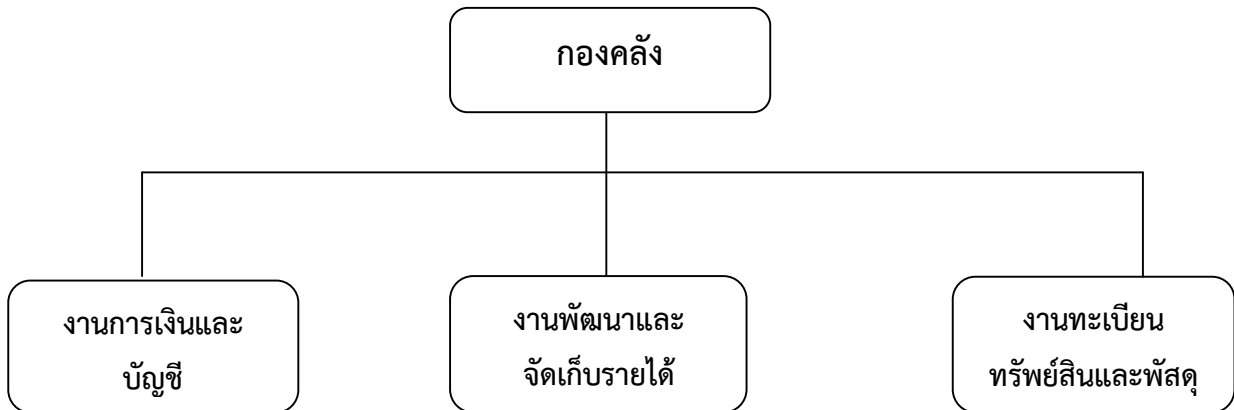 กองคลัง
งานการเงินและ
บัญชี
งานพัฒนาและ
จัดเก็บรายได้
งานทะเบียน
ทรัพย์สินและพัสดุ